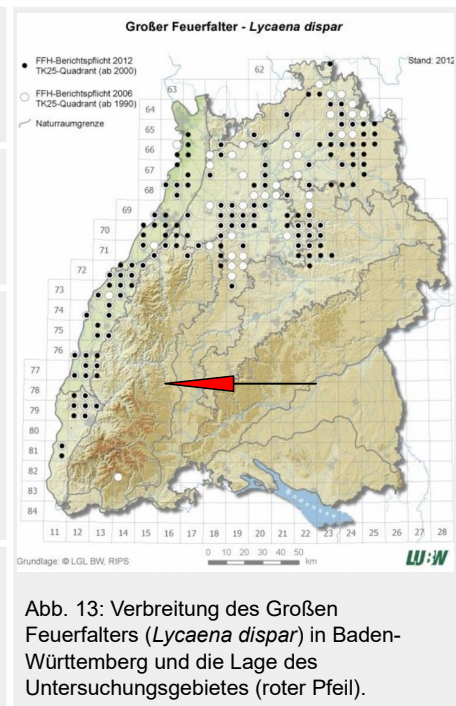 Großer Feuerfalter - Lycaena dispar
FFH-Berichtspflicht 2012
TK25-Quadrant (ab 2000)
FFH-Berichtspflicht 2006
TK25-Quadrant (ab 1990)
Naturraumgrenze
Stand: 2012
62
63
64
65
66
67
68
69
70
71
72
73
74
75
76
77
78
79
80
81
82
83
84
11 12 13 14 15 16 17 18 19 20 21 22 23 24 25 26 27 28
Grundlage: © LGL BW, RIPS
0 10 20 30 40 50
km
LU:W
Abb. 13: Verbreitung des Großen
Feuerfalters (Lycaena dispar) in Baden-
Württemberg und die Lage des
Untersuchungsgebietes (roter Pfeil).